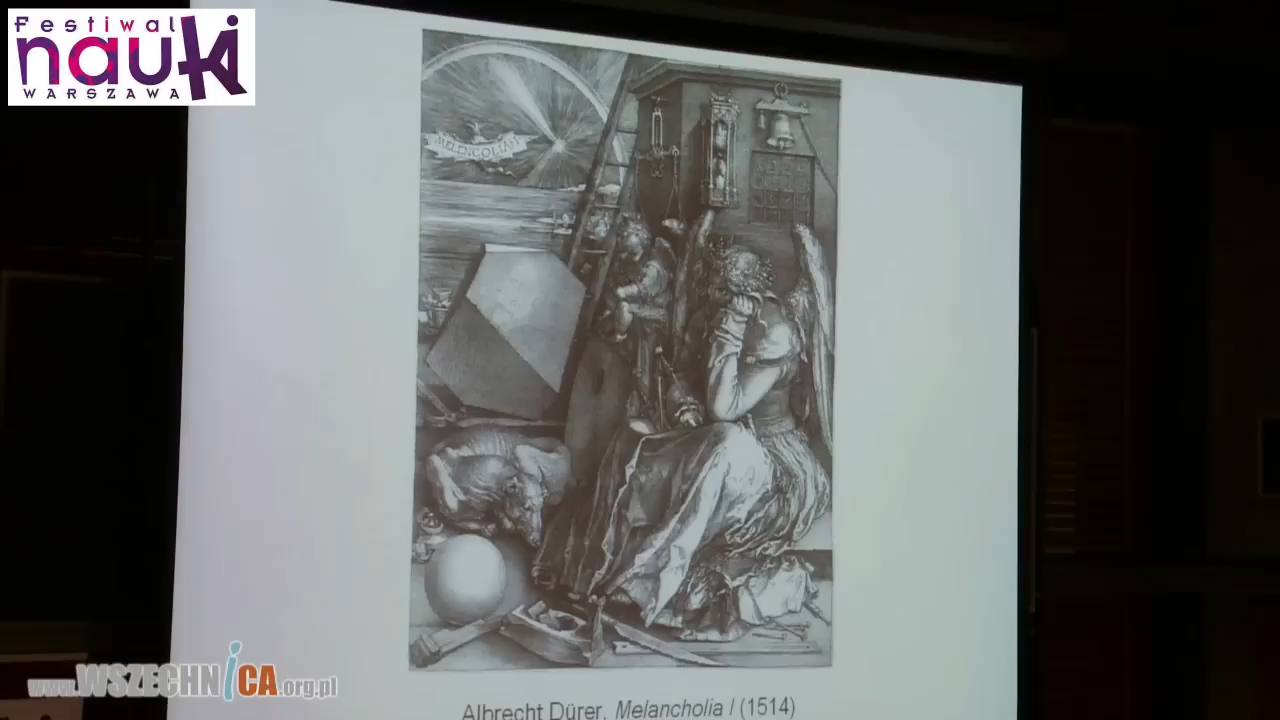 Festiwal
nauki
WARSZAWA
MELENCOLIA I
www.WSZECHNiCA.org.pl
Albrecht Dürer, Melancholia I (1514)